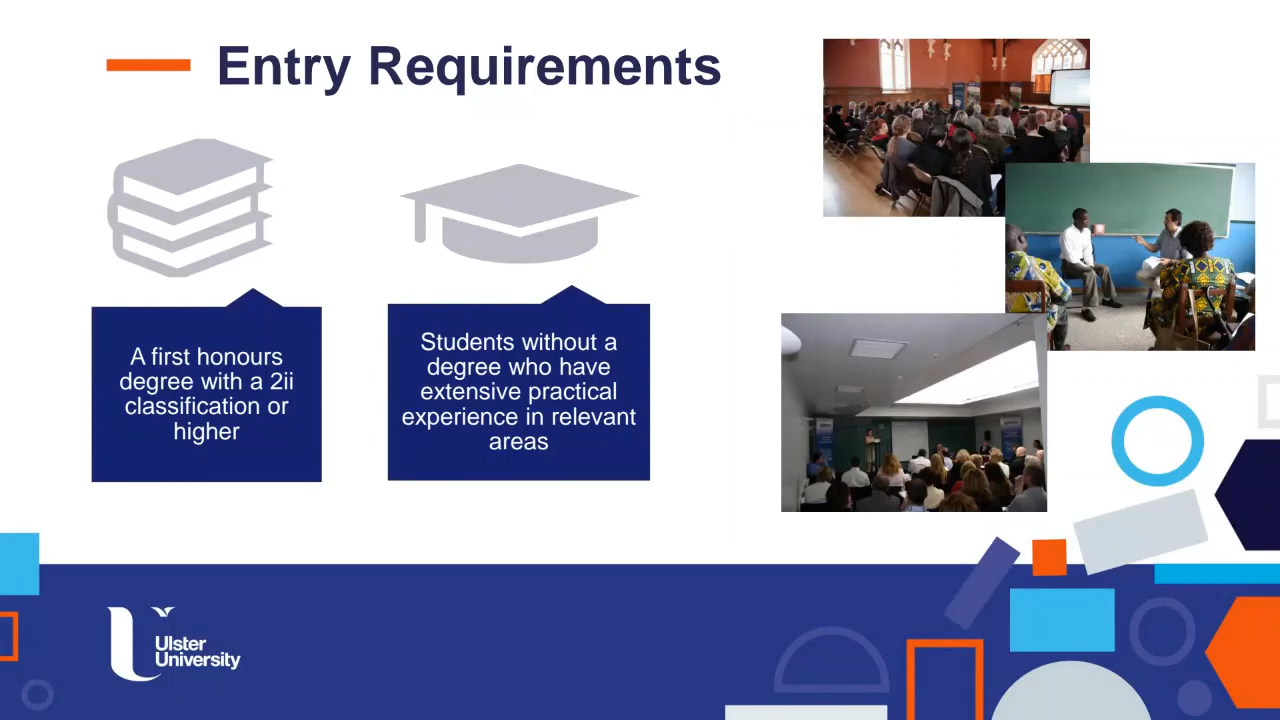 Entry Requirements
A first honours
degree with a 2ii
classification or
higher
Students without a
degree who have
extensive practical
experience in relevant
areas
Ulster
University